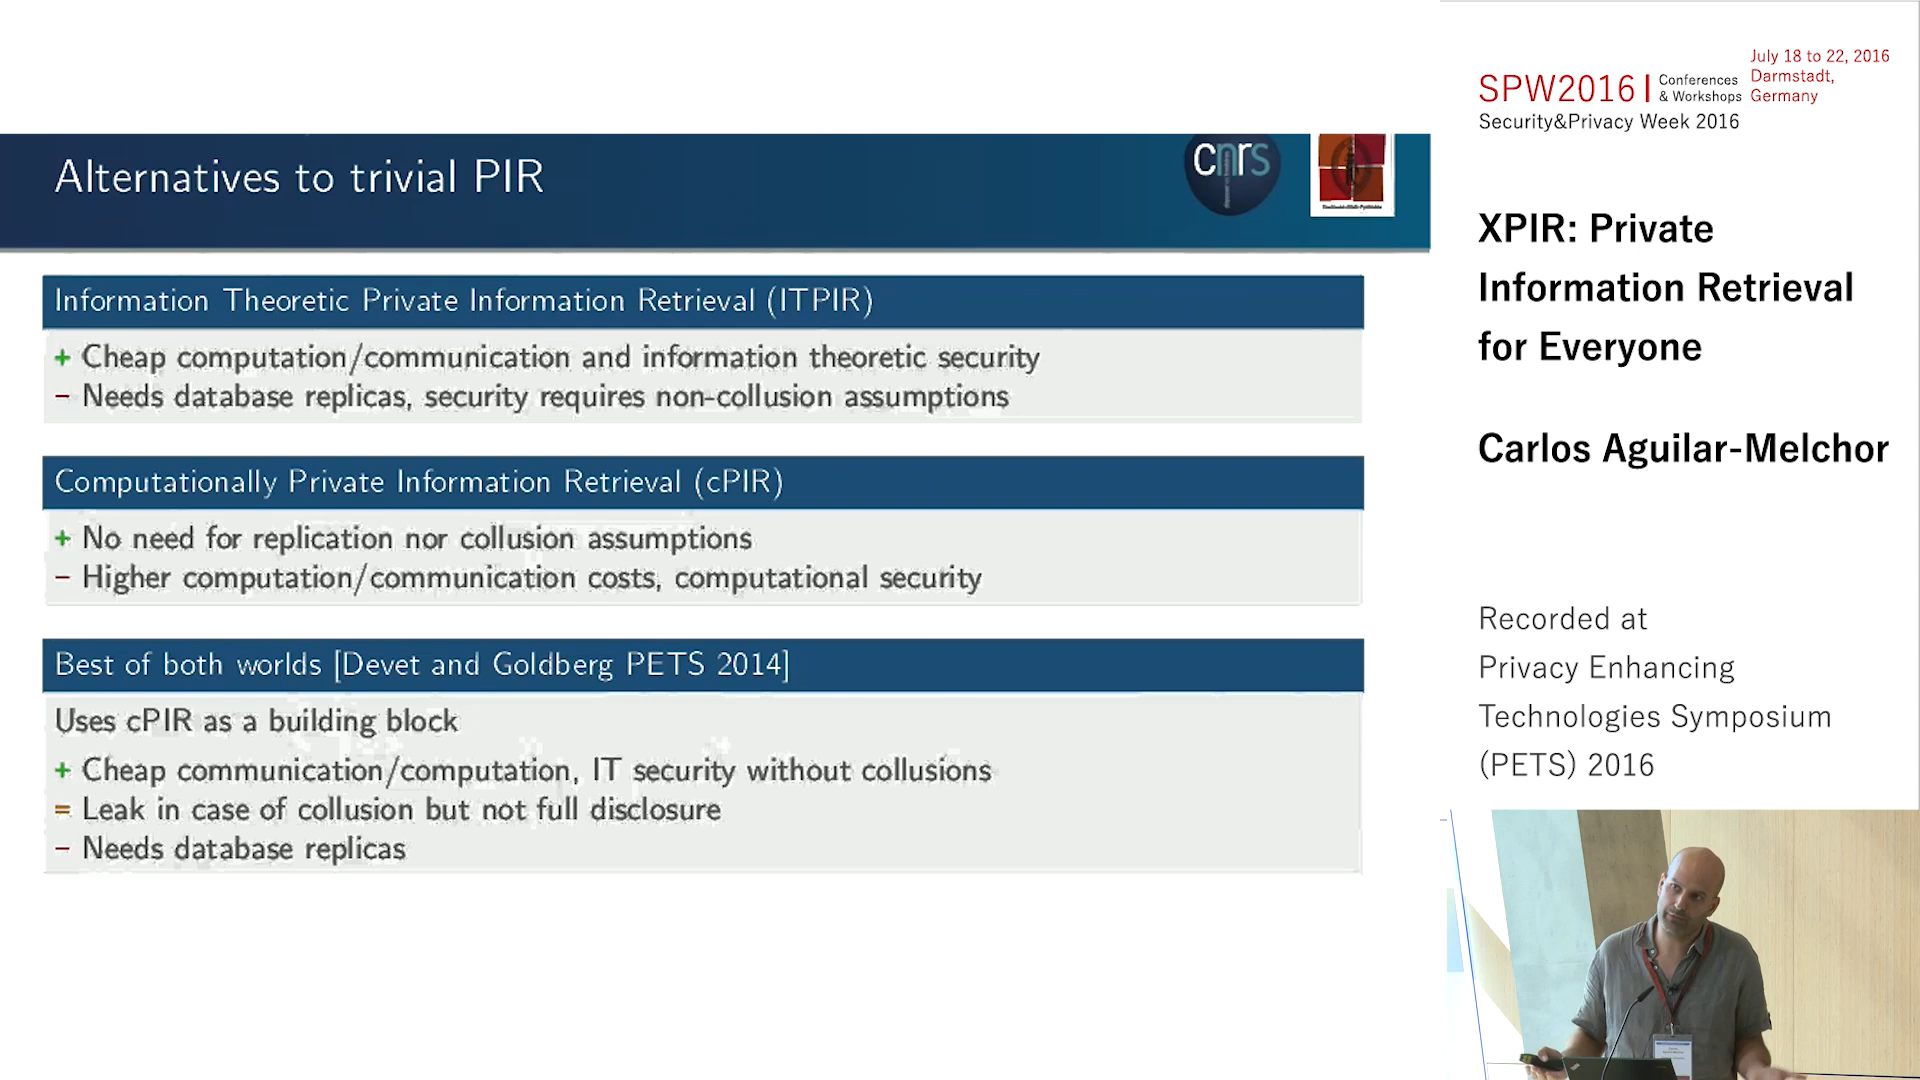 Alternatives to trivial PIR
cnrs
Information Theoretic Private Information Retrieval (ITPIR)
+ Cheap computation/communication and information theoretic security
− Needs database replicas, security requires non-collusion assumptions
Computationally Private Information Retrieval (cPIR)
+ No need for replication nor collusion assumptions
− Higher computation/communication costs, computational security
Best of both worlds [Devet and Goldberg PETS 2014]
Uses cPIR as a building block
+ Cheap communication/computation, IT security without collusions
= Leak in case of collusion but not full disclosure
− Needs database replicas
SPW2016 | Conferences & Workshops
July 18 to 22, 2016
Darmstadt,
Germany
Security&Privacy Week 2016
XPIR: Private
Information Retrieval
for Everyone
Carlos Aguilar-Melchor
Recorded at
Privacy Enhancing
Technologies Symposium
(PETS) 2016